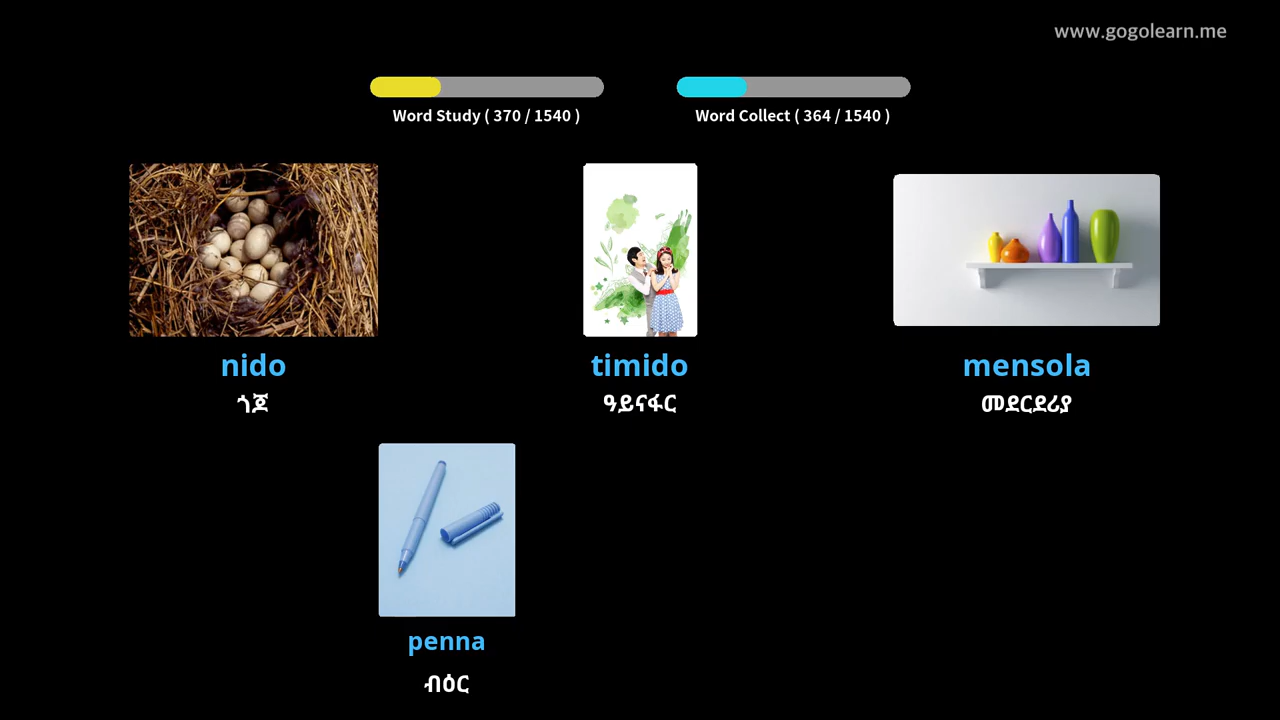 www.gogolearn.me
Word Study ( 370 / 1540 )
Word Collect ( 364 / 1540 )
nido
ጎጆ
timido
ዓይናፋር
mensola
መደርደሪያ
penna
ብዕር